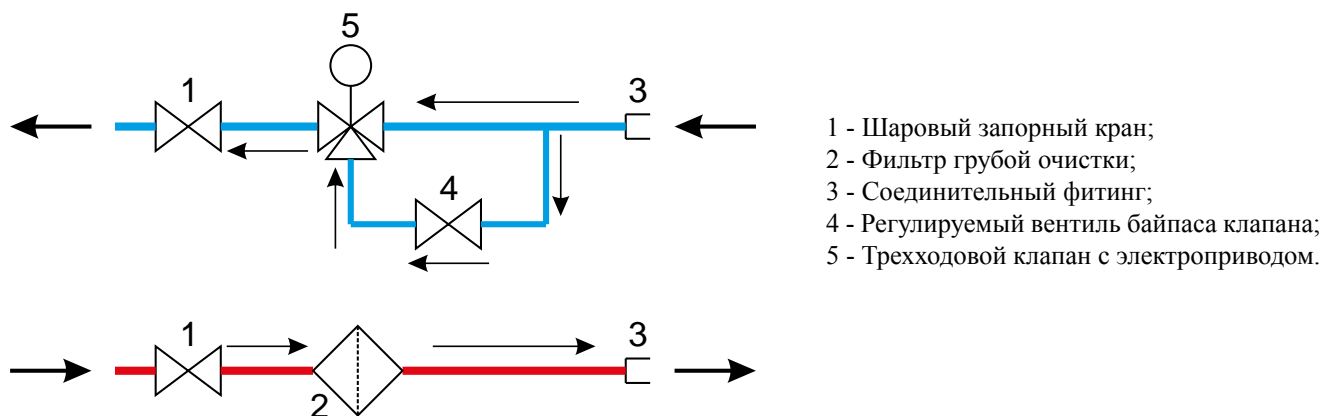 5
1
3
4
1
3
2
1 - Шаровый запорный кран;
2 - Фильтр грубой очистки;
3 - Соединительный фитинг;
4 - Регулируемый вентиль байпаса клапана;
5 - Трехходовой клапан с электроприводом.